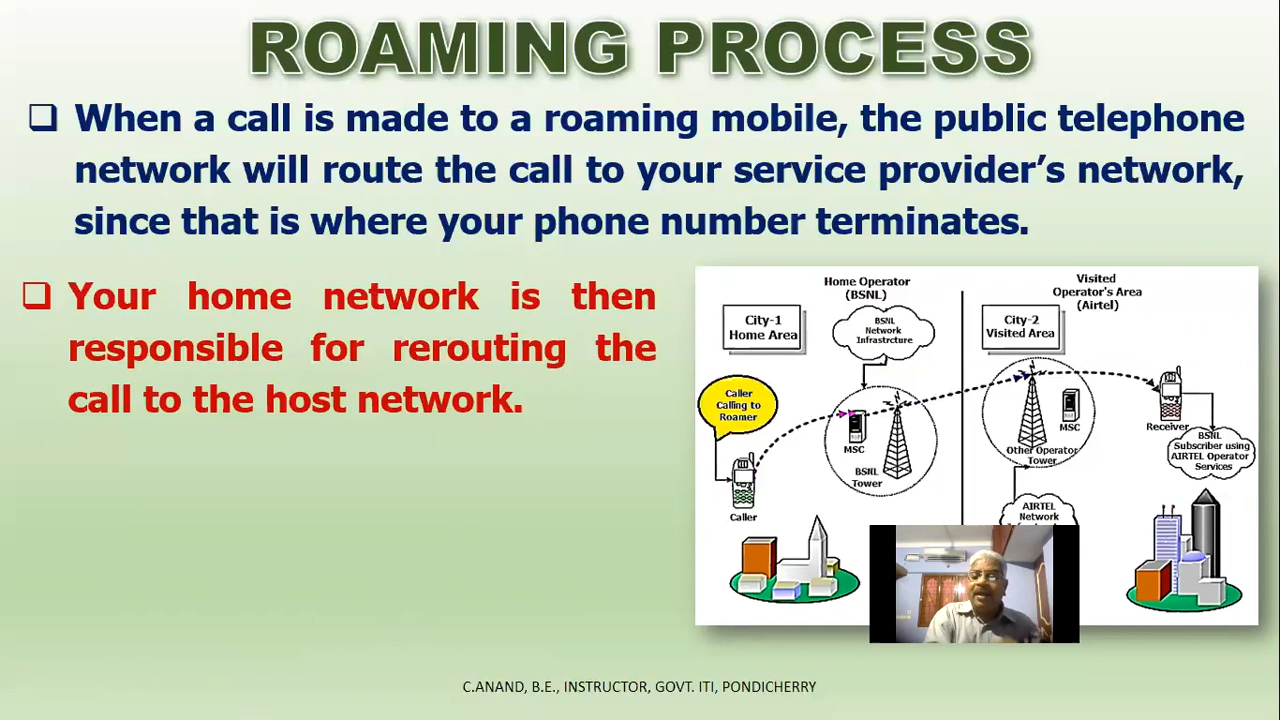 ROAMING PROCESS
❑ When a call is made to a roaming mobile, the public telephone
network will route the call to your service provider’s network,
since that is where your phone number terminates.
❑ Your home network is then
responsible for rerouting the
call to the host network.
Home Operator
(BSNL)
City-1
Home Area
BSNL
Network
Infrastrcture
Caller
Calling to
Roamer
MSC
BSNL
Tower
Caller
Visited
Operator's Area
(Airtel)
City-2
Visited Area
MSC
Other Operator
Tower
Receiver
BSNL
Subscriber using
AIRTEL Operator
Services
AIRTEL
Network
C.ANAND, B.E., INSTRUCTOR, GOVT. ITI, PONDICHERRY